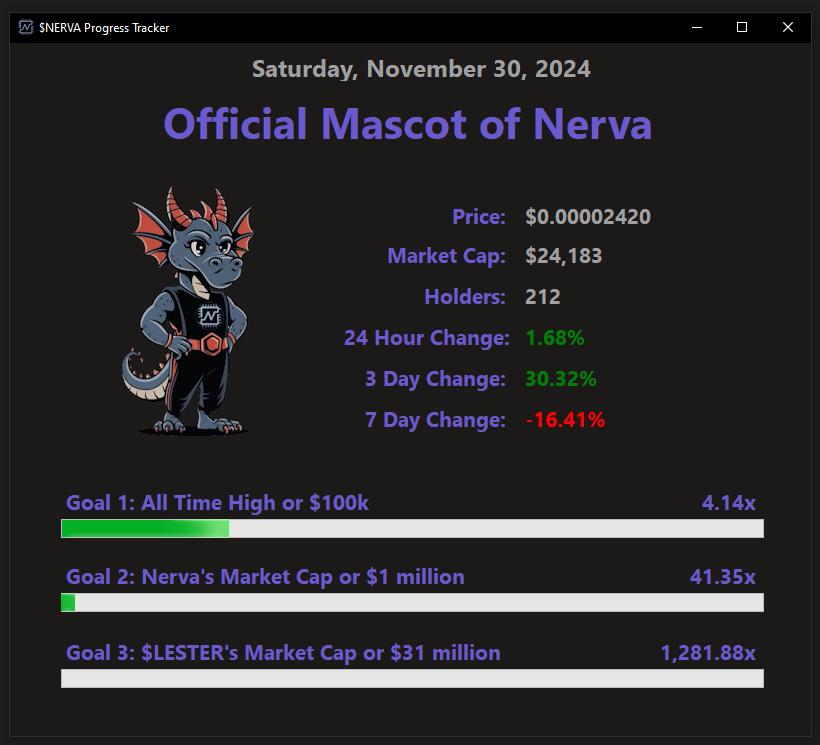 $NERVA Progress Tracker
Saturday, November 30, 2024
Official Mascot of Nerva
Price: $0.00002420
Market Cap: $24,183
Holders: 212
24 Hour Change: 1.68%
3 Day Change: 30.32%
7 Day Change: -16.41%
Goal 1: All Time High or $100k 4.14x
Goal 2: Nerva's Market Cap or $1 million 41.35x
Goal 3: $LESTER's Market Cap or $31 million 1,281.88x